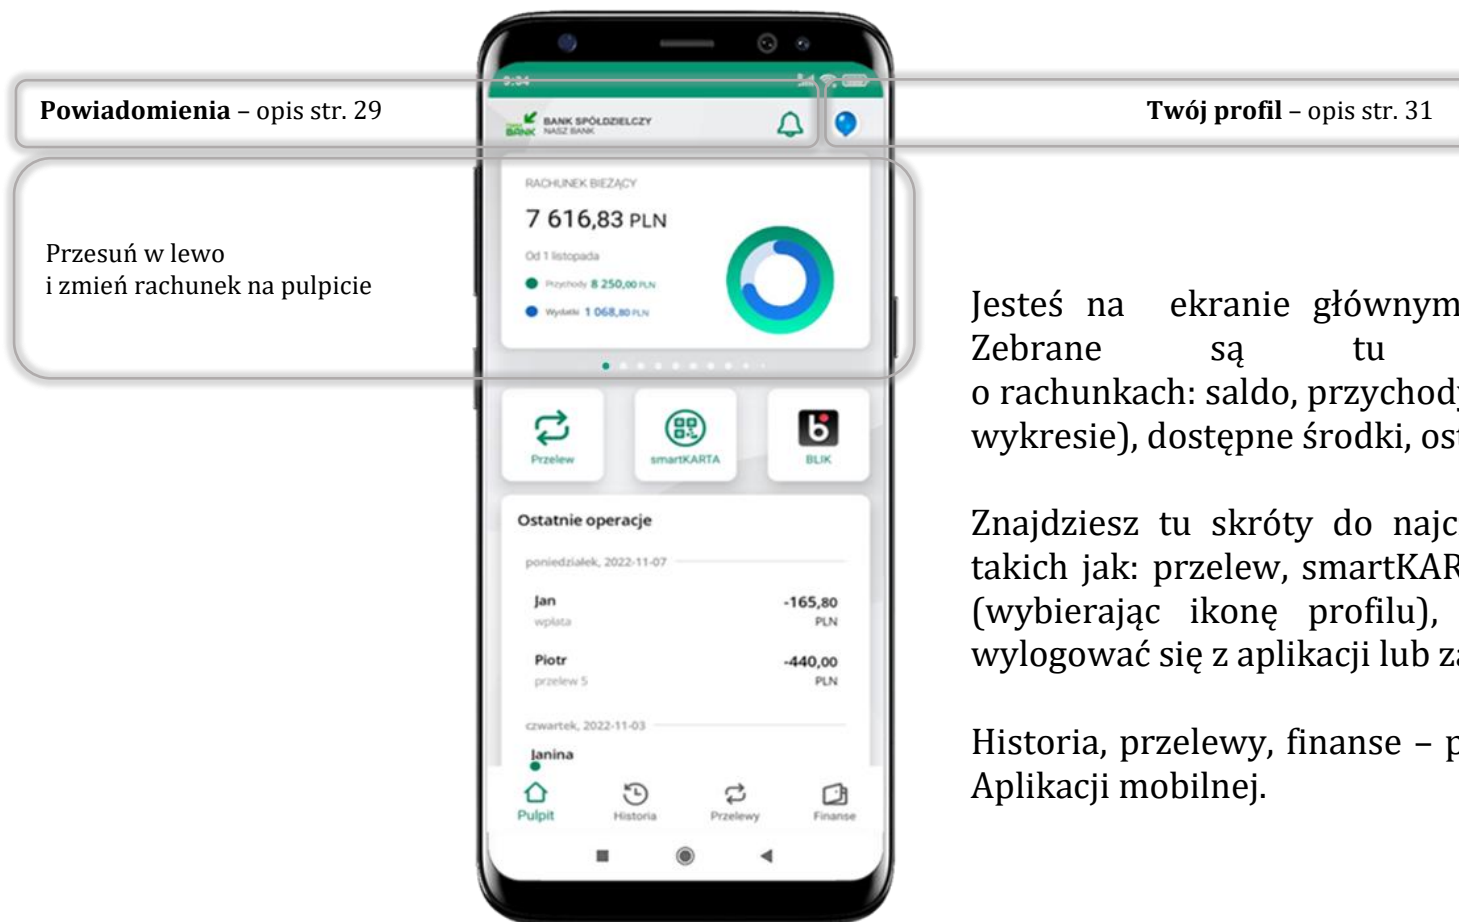 9:04
Powiadomienia – opis str. 29
Twój profil – opis str. 31
BANK
BANK SPÓŁDZIELCZY
NASZ BANK
RACHUNEK BIEŻĄCY
7 616,83 PLN
Od 1 listopada
Przychody 8 250,00 PLN
Wydatki 1 068,80 PLN
Przesuń w lewo
i zmień rachunek na pulpicie
Przelew
smartKARTA
BLIK
Ostatnie operacje
poniedziałek, 2022-11-07
Jan -165,80
wpłata PLN
Piotr -440,00
przelew 5 PLN
czwartek, 2022-11-03
Janina
Pulpit Historia Przelewy Finanse
Jesteś na ekranie głównym
Zebrane są tu
o rachunkach: saldo, przychody
wykresie), dostępne środki, ost
Znajdziesz tu skróty do najc
takich jak: przelew, smartKAR
(wybierając ikonę profilu),
wylogować się z aplikacji lub za
Historia, przelewy, finanse – p
Aplikacji mobilnej.